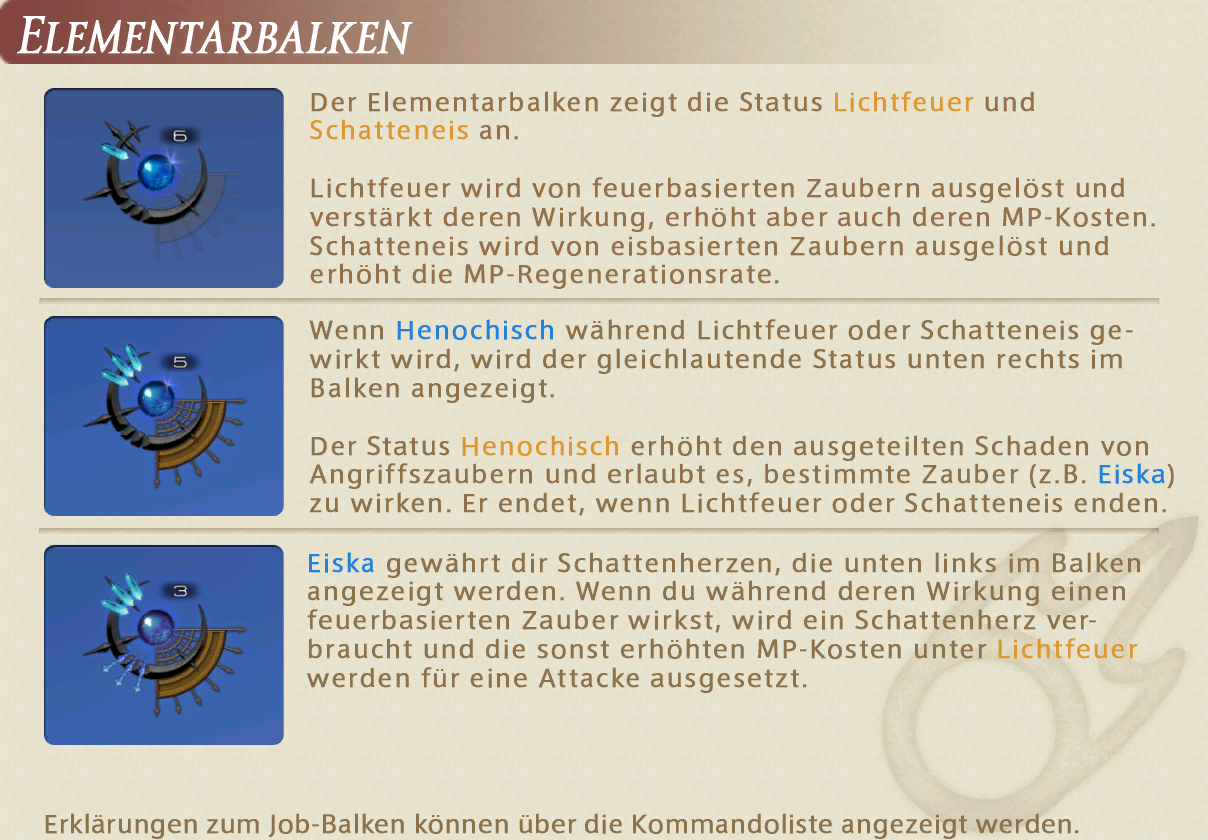 ELEMENTARBALKEN
6
Der Elementarbalken zeigt die Status Lichtfeuer und
Schatteneis an.
Lichtfeuer wird von feuerbasierten Zaubern ausgelöst und
verstärkt deren Wirkung, erhöht aber auch deren MP-Kosten.
Schatteneis wird von eisbasierten Zaubern ausgelöst und
erhöht die MP-Regenerationsrate.
5
Wenn Henochisch während Lichtfeuer oder Schatteneis ge-
wirkt wird, wird der gleichlautende Status unten rechts im
Balken angezeigt.
Der Status Henochisch erhöht den ausgeteilten Schaden von
Angriffszaubern und erlaubt es, bestimmte Zauber (z.B. Eiska)
zu wirken. Er endet, wenn Lichtfeuer oder Schatteneis enden.
3
Eiska gewährt dir Schattenherzen, die unten links im Balken
angezeigt werden. Wenn du während deren Wirkung einen
feuerbasierten Zauber wirkst, wird ein Schattenherz ver-
braucht und die sonst erhöhten MP-Kosten unter Lichtfeuer
werden für eine Attacke ausgesetzt.
Erklärungen zum Job-Balken können über die Kommandoliste angezeigt werden.